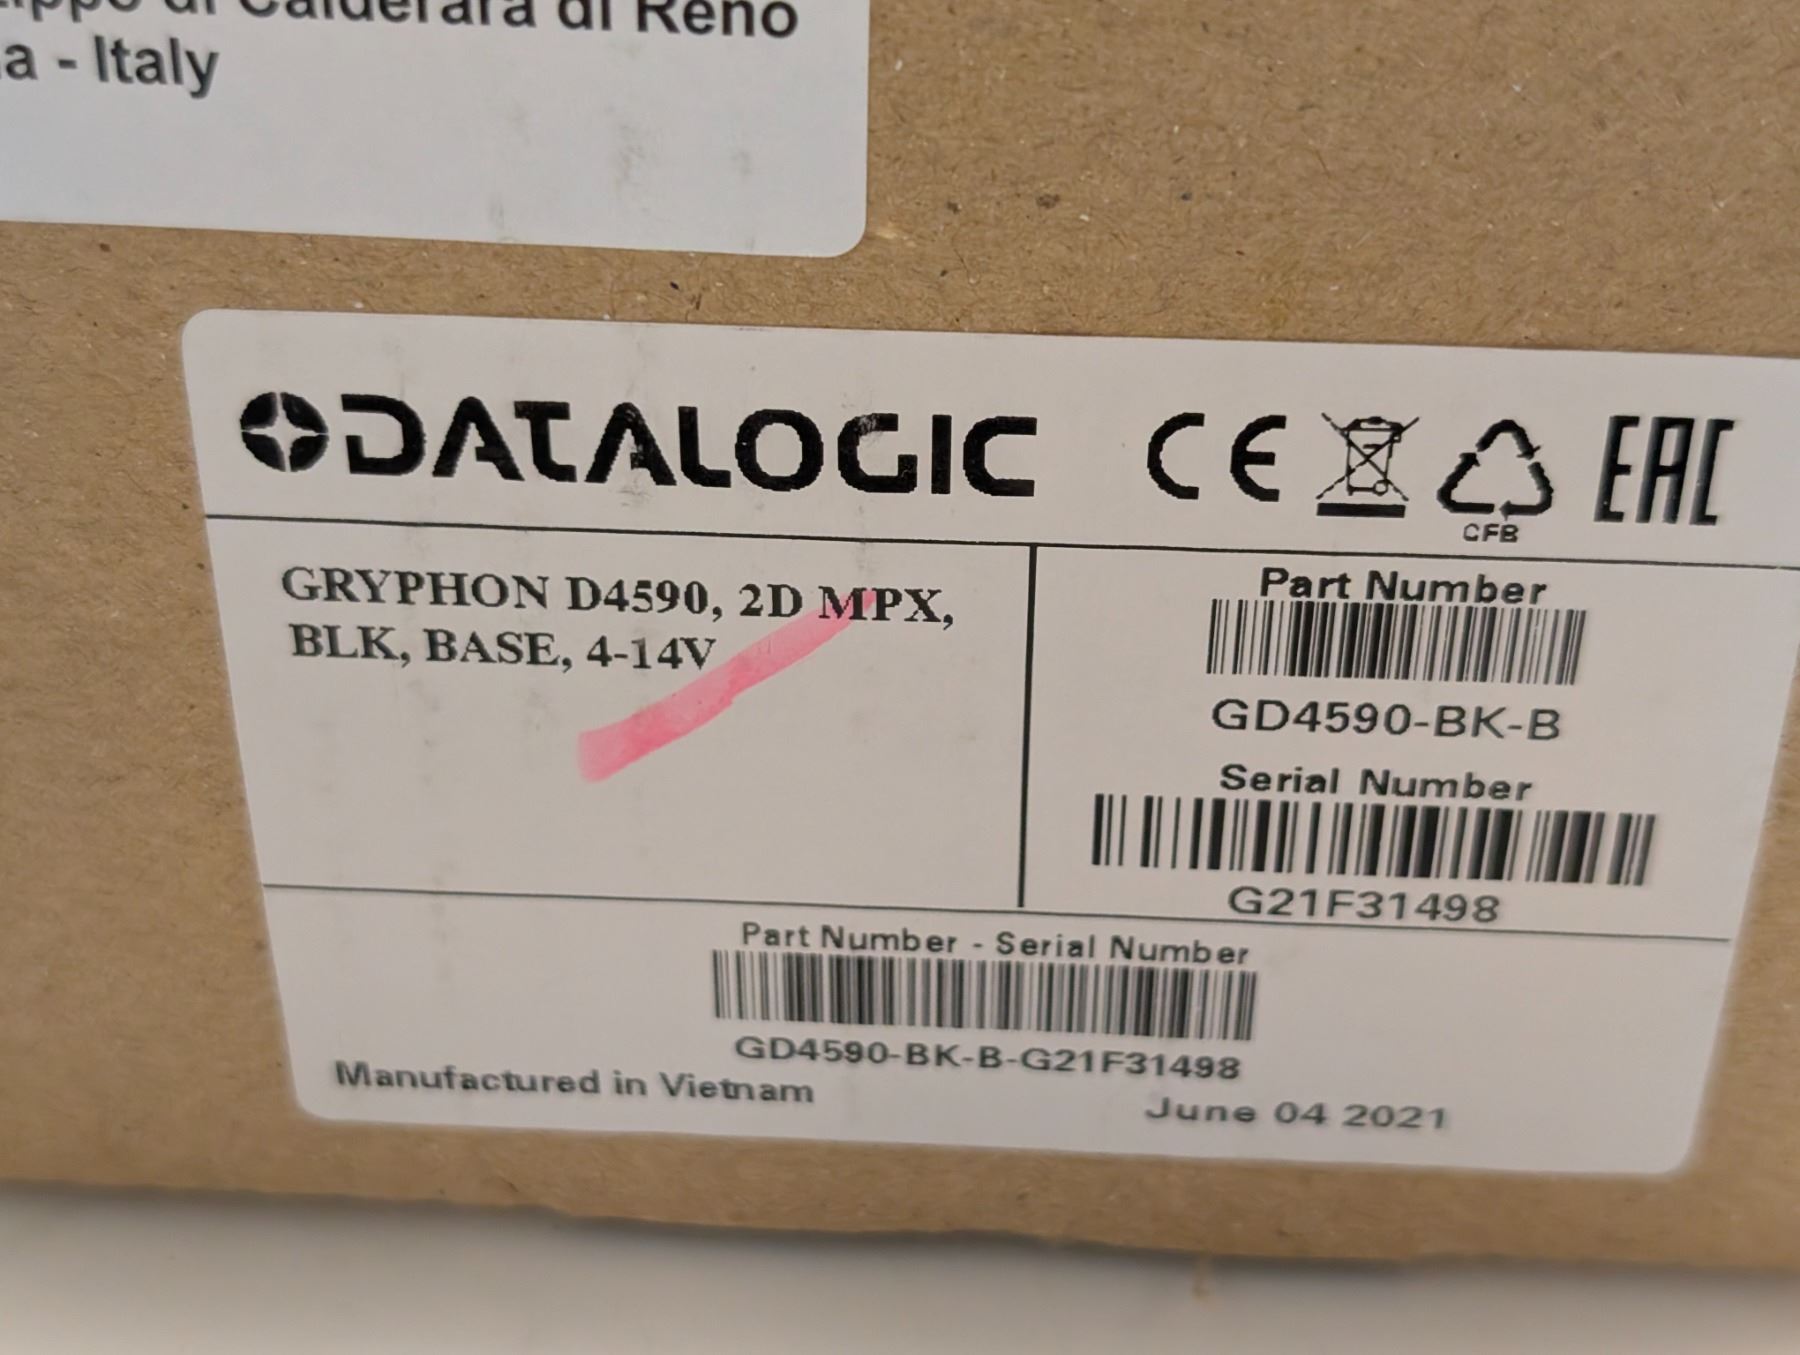 di Calderara di Reno
- Italy
DATALOGIC CE EAC
CFB
GRYPHON D4590, 2D MPX,
BLK, BASE, 4-14V
Part Number
GD4590-BK-B
Serial Number
G21F31498
Part Number - Serial Number
GD4590-BK-B-G21F31498
Manufactured in Vietnam
June 04 2021